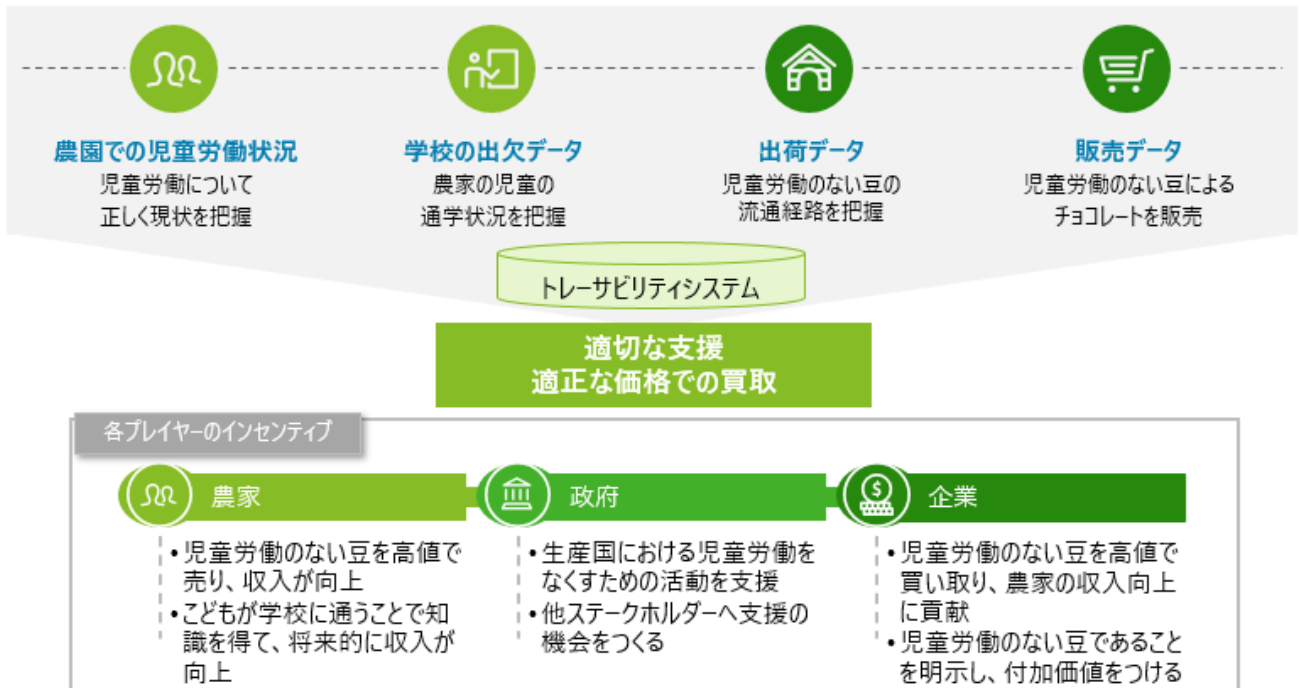 農園での児童労働状況
児童労働について
正しく現状を把握
学校の出欠データ
農家の児童の
通学状況を把握
出荷データ
児童労働のない豆の
流通経路を把握
販売データ
児童労働のない豆による
チョコレートを販売
トレーサビリティシステム
適切な支援
適正な価格での買取
各プレイヤーのインセンティブ
農家
•児童労働のない豆を高値で
売り、収入が向上
•こどもが学校に通うことで知
識を得て、将来的に収入が
向上
政府
•生産国における児童労働を
なくすための活動を支援
•他ステークホルダーへ支援の
機会をつくる
$
企業
•児童労働のない豆を高値で
買い取り、農家の収入向上
に貢献
•児童労働のない豆であること
を明示し、付加価値をつける